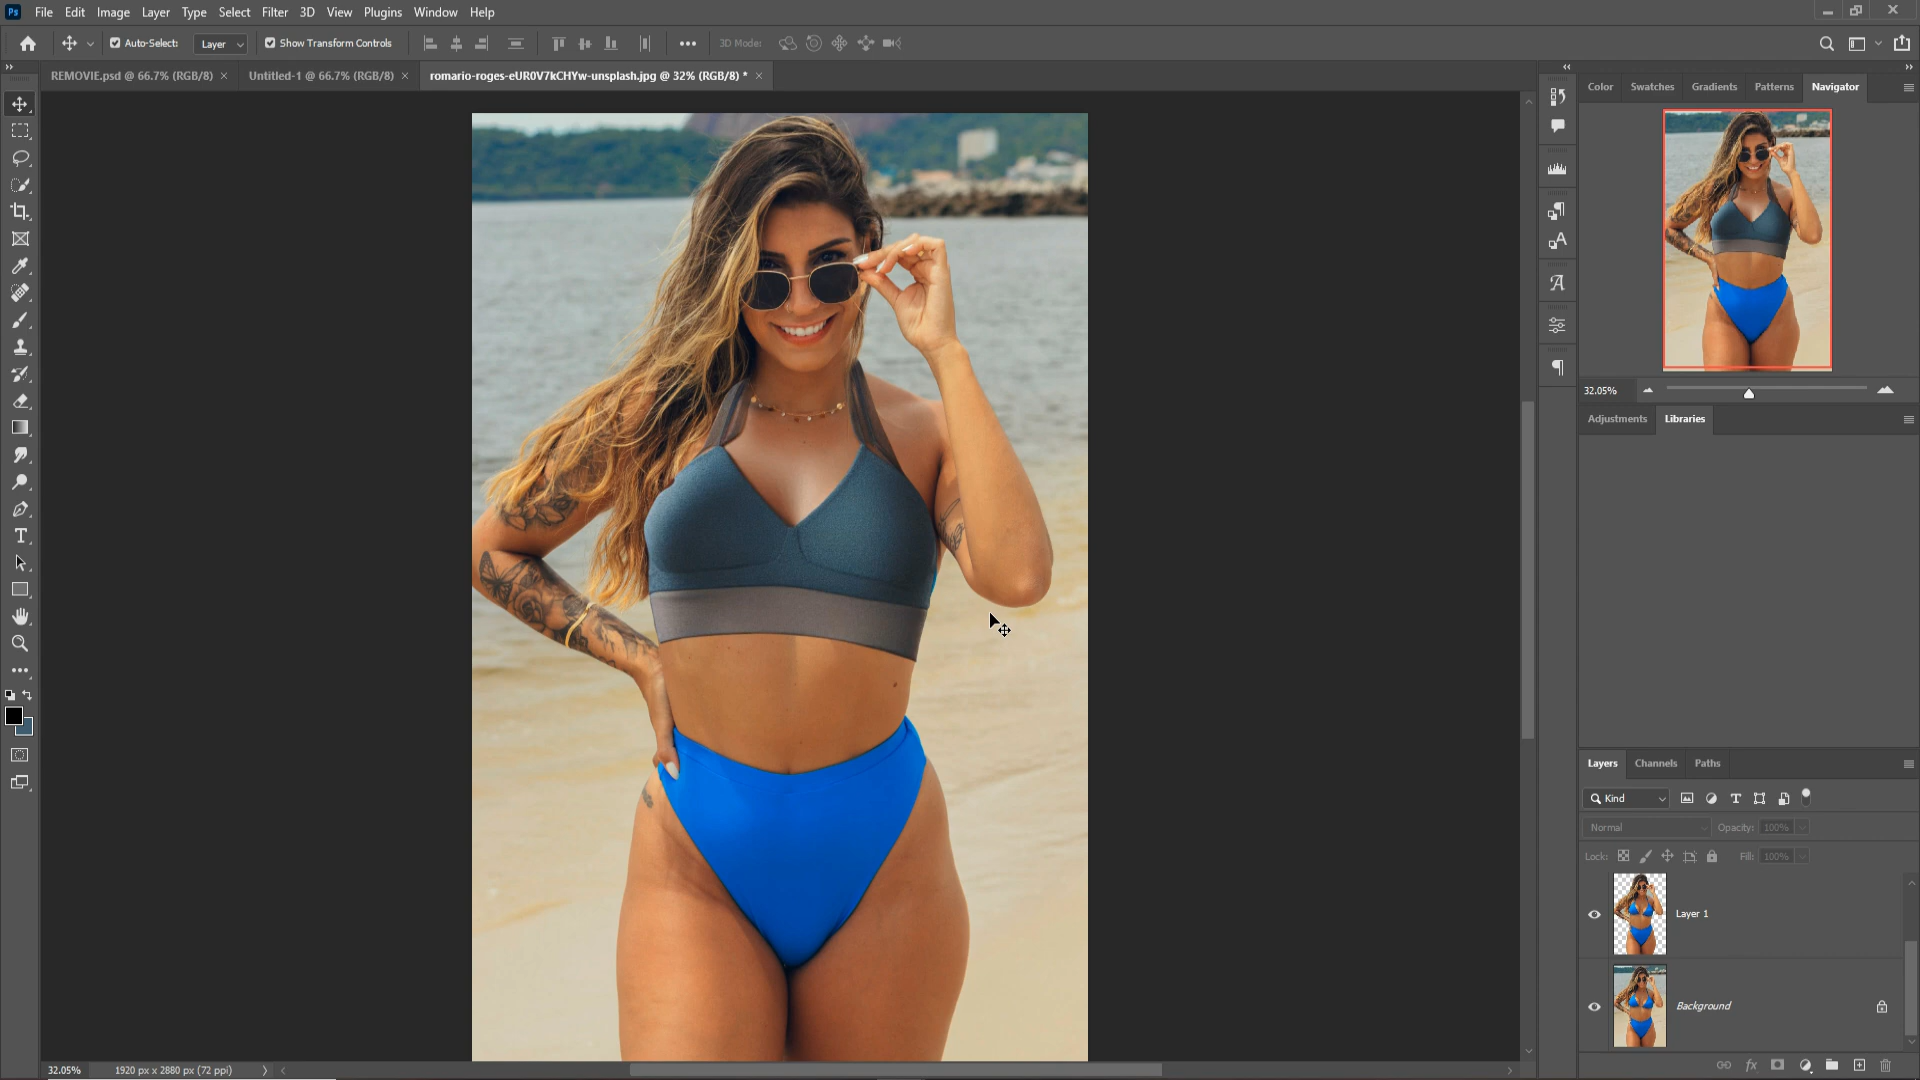 Ps File Edit Image Layer Type Select Filter 3D View Plugins Window Help
Auto-Select: Layer Show Transform Controls ••• 3D Mode:
REMOVIE.psd @ 66.7% (RGB/8) × Untitled-1 @ 66.7% (RGB/8) × romario-roges-eUR0V7kCHYw-unsplash.jpg @ 32% (RGB/8) * ×
Color Swatches Gradients Patterns Navigator
32.05%
Adjustments Libraries
Layers Channels Paths
Kind
Normal Opacity: 100%
Lock: Fill: 100%
Layer 1
Background
fx
32.05% 1920 px x 2880 px (72 ppi)